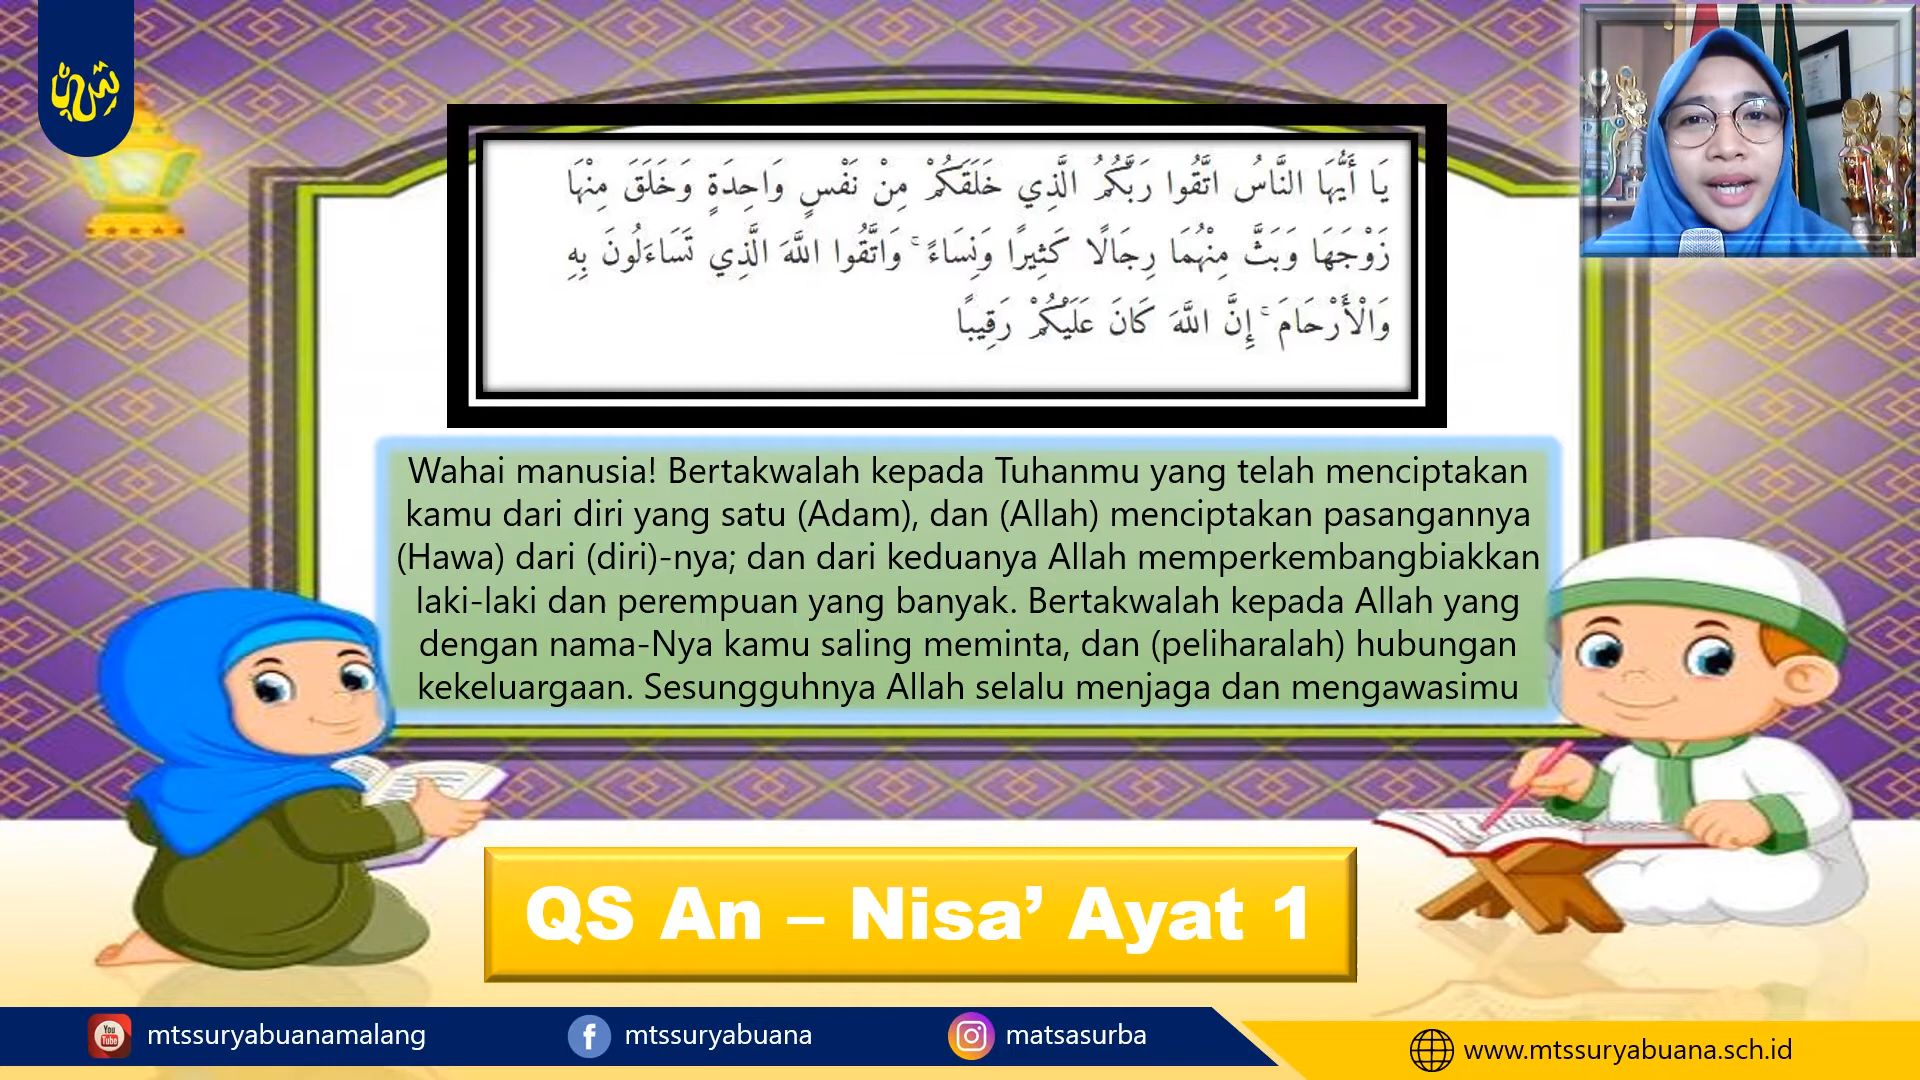 يَا أَيُّهَا النَّاسُ اتَّقُوا رَبَّكُمُ الَّذِي خَلَقَكُمْ مِنْ نَفْسٍ وَاحِدَةٍ وَخَلَقَ مِنْهَا
زَوْجَهَا وَبَثَّ مِنْهُمَا رِجَالًا كَثِيرًا وَنِسَاءً ۚ وَاتَّقُوا اللَّهَ الَّذِي تَسَاءَلُونَ بِهِ
وَالْأَرْحَامَ ۚ إِنَّ اللَّهَ كَانَ عَلَيْكُمْ رَقِيبًا
Wahai manusia! Bertakwalah kepada Tuhanmu yang telah menciptakan
kamu dari diri yang satu (Adam), dan (Allah) menciptakan pasangannya
(Hawa) dari (diri)-nya; dan dari keduanya Allah memperkembangbiakkan
laki-laki dan perempuan yang banyak. Bertakwalah kepada Allah yang
dengan nama-Nya kamu saling meminta, dan (peliharalah) hubungan
kekeluargaan. Sesungguhnya Allah selalu menjaga dan mengawasimu
QS An – Nisa’ Ayat 1
You
Tube
mtssuryabuanamalang
mtssuryabuana
matsasurba
www.mtssuryabuana.sch.id